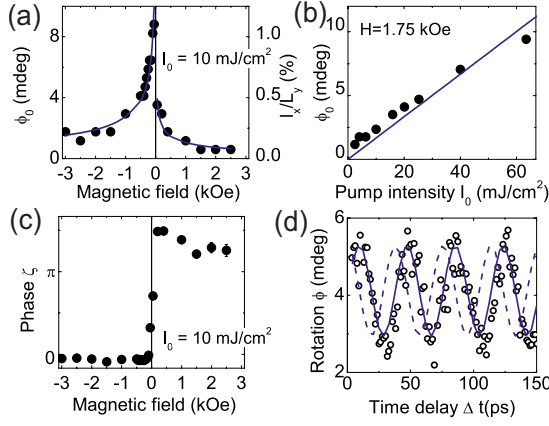 (a)
ϕ₀ (mdeg)
8
4
0
I₀ = 10 mJ/cm²
1.0
0.5
0.0
Iₓ/Lᵧ (%)
-3 -2 -1 0 1 2 3
Magnetic field (kOe)
(b)
ϕ₀ (mdeg)
10
5
0
H=1.75 kOe
0 20 40 60
Pump intensity I₀ (mJ/cm²)
(c)
Phase ζ
π
0
I₀ = 10 mJ/cm²
-3 -2 -1 0 1 2 3
Magnetic field (kOe)
(d)
Rotation ϕ (mdeg)
6
4
2
0 50 100 150
Time delay Δ t(ps)